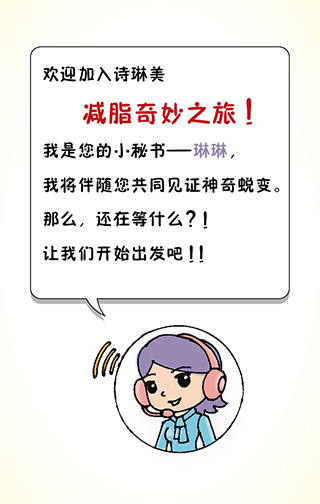 欢迎加入诗琳美
减脂奇妙之旅！
我是您的小秘书——琳琳，
我将伴随您共同见证神奇蜕变。
那么，还在等什么？！
让我们开始出发吧！！